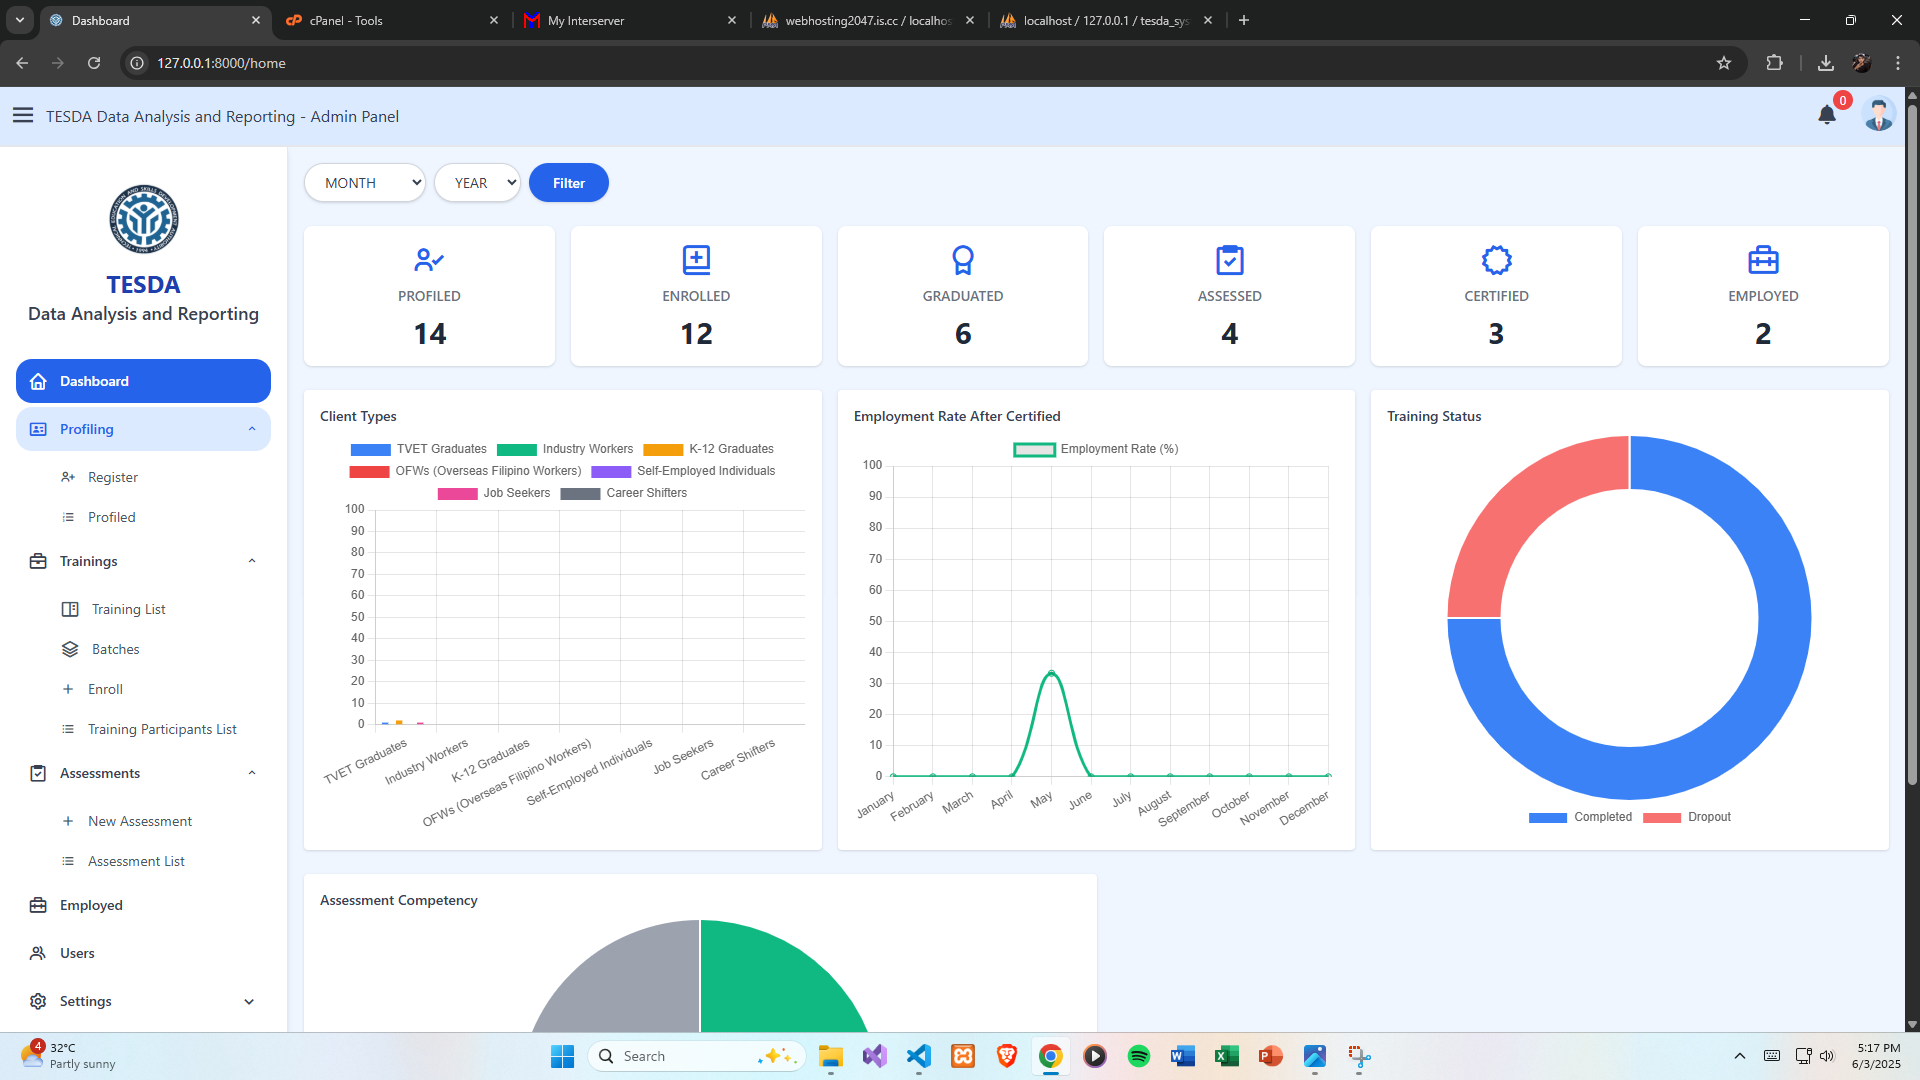 Dashboard
cPanel - Tools
My Interserver
webhosting2047.is.cc / localhos
localhost / 127.0.0.1 / tesda_sys
127.0.0.1:8000/home
TESDA Data Analysis and Reporting - Admin Panel
0
TESDA
Data Analysis and Reporting
Dashboard
Profiling
Register
Profiled
Trainings
Training List
Batches
Enroll
Training Participants List
Assessments
New Assessment
Assessment List
Employed
Users
Settings
MONTH
YEAR
Filter
PROFILED
14
ENROLLED
12
GRADUATED
6
ASSESSED
4
CERTIFIED
3
EMPLOYED
2
Client Types
TVET Graduates Industry Workers K-12 Graduates
OFWs (Overseas Filipino Workers) Self-Employed Individuals
Job Seekers Career Shifters
100
90
80
70
60
50
40
30
20
10
0
TVET Graduates
Industry Workers
K-12 Graduates
OFWs (Overseas Filipino Workers)
Self-Employed Individuals
Job Seekers
Career Shifters
Employment Rate After Certified
Employment Rate (%)
100
90
80
70
60
50
40
30
20
10
0
January
February
March
April
May
June
July
August
September
October
November
December
Training Status
Completed Dropout
Assessment Competency
4
32°C
Partly sunny
Search
5:17 PM
6/3/2025